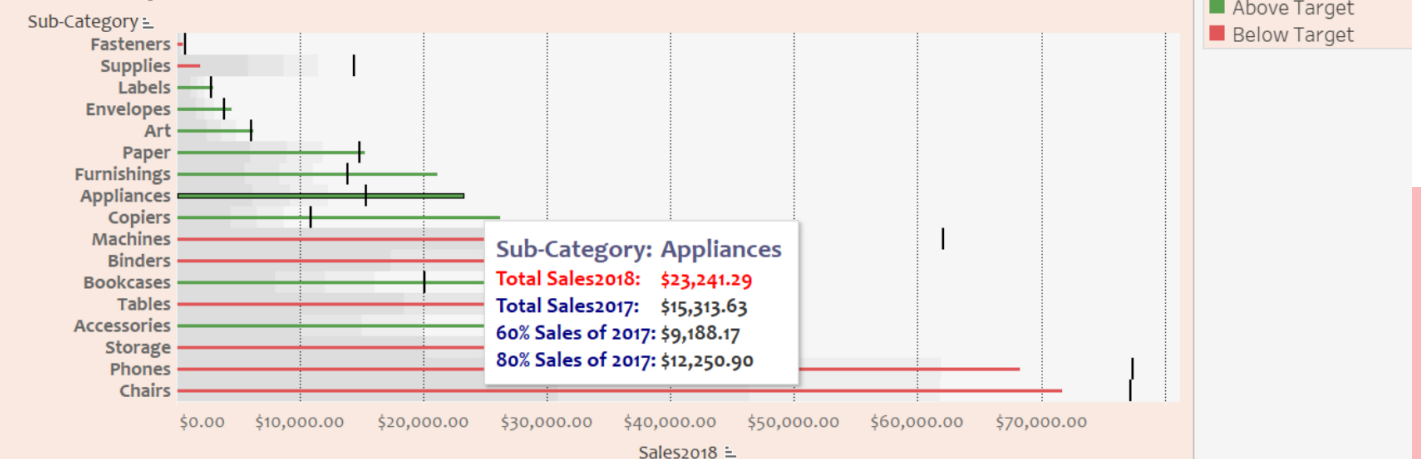 Above Target
Below Target
Sub-Category
Fasteners
Supplies
Labels
Envelopes
Art
Paper
Furnishings
Appliances
Copiers
Machines
Binders
Bookcases
Tables
Accessories
Storage
Phones
Chairs
Sub-Category: Appliances
Total Sales2018: $23,241.29
Total Sales2017: $15,313.63
60% Sales of 2017: $9,188.17
80% Sales of 2017: $12,250.90
$0.00 $10,000.00 $20,000.00 $30,000.00 $40,000.00 $50,000.00 $60,000.00 $70,000.00
Sales2018